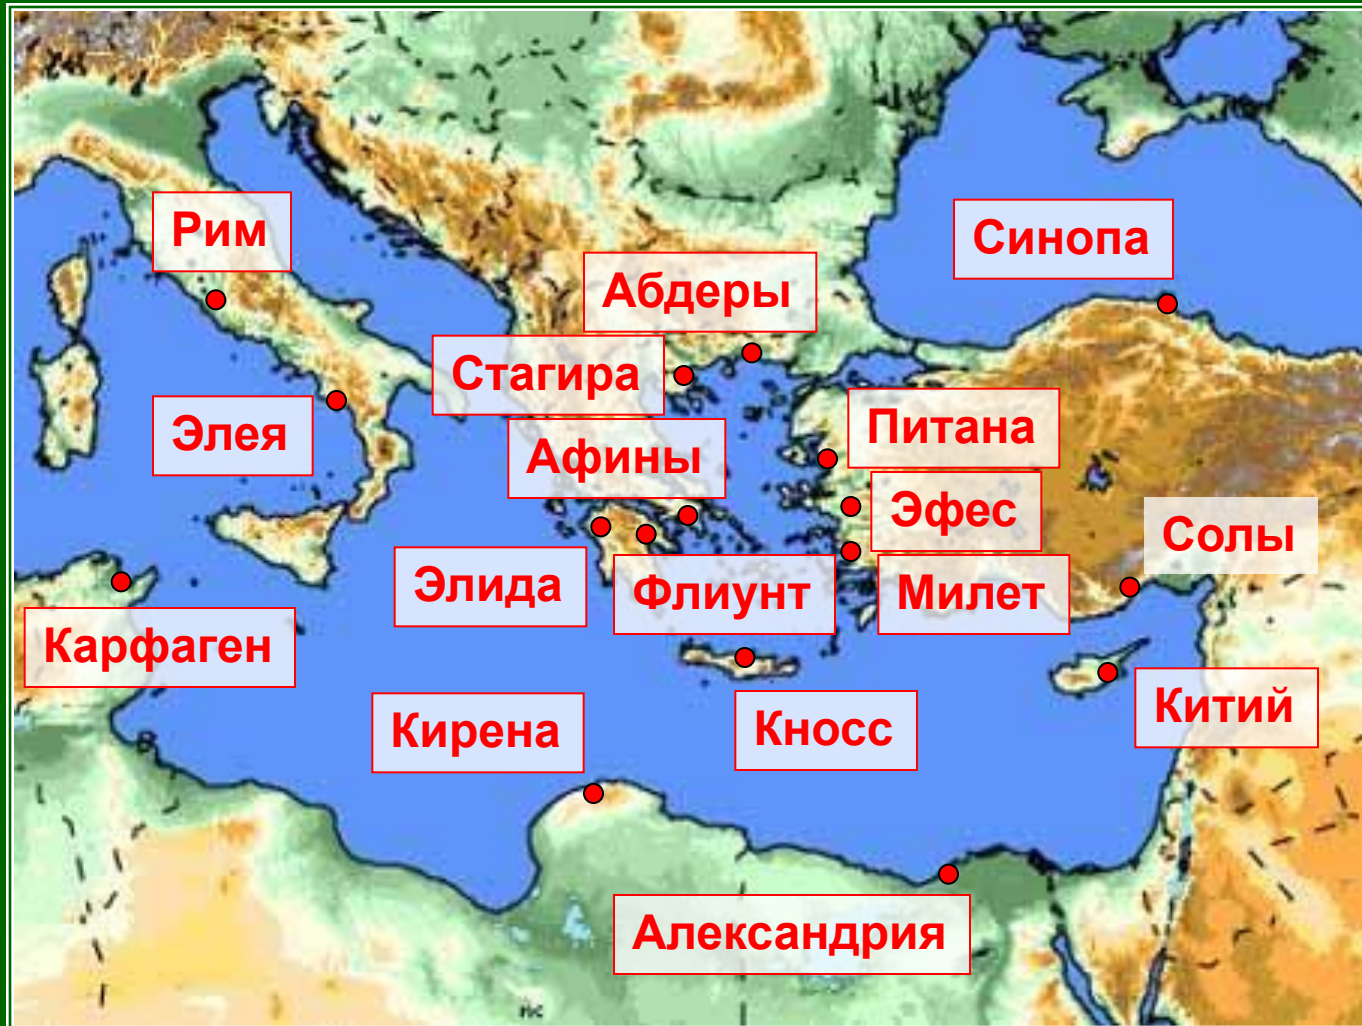 Рим
Синопа
Абдеры
Стагира
Элея
Питана
Афины
Эфес
Солы
Элида
Флиунт
Милет
Карфаген
Китий
Кирена
Кносс
Александрия